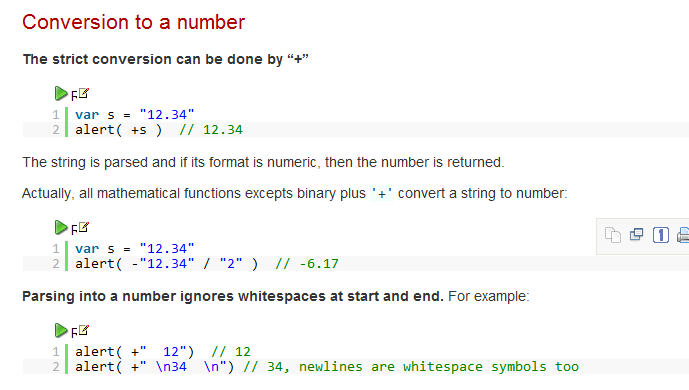 Conversion to a number
The strict conversion can be done by “+”
1 var s = "12.34"
2 alert( +s )  // 12.34
The string is parsed and if its format is numeric, then the number is returned.
Actually, all mathematical functions excepts binary plus '+' convert a string to number:
1 var s = "12.34"
2 alert( -"12.34" / "2" )  // -6.17
Parsing into a number ignores whitespaces at start and end. For example:
1 alert( +"  12")  // 12
2 alert( +" \n34  \n") // 34, newlines are whitespace symbols too